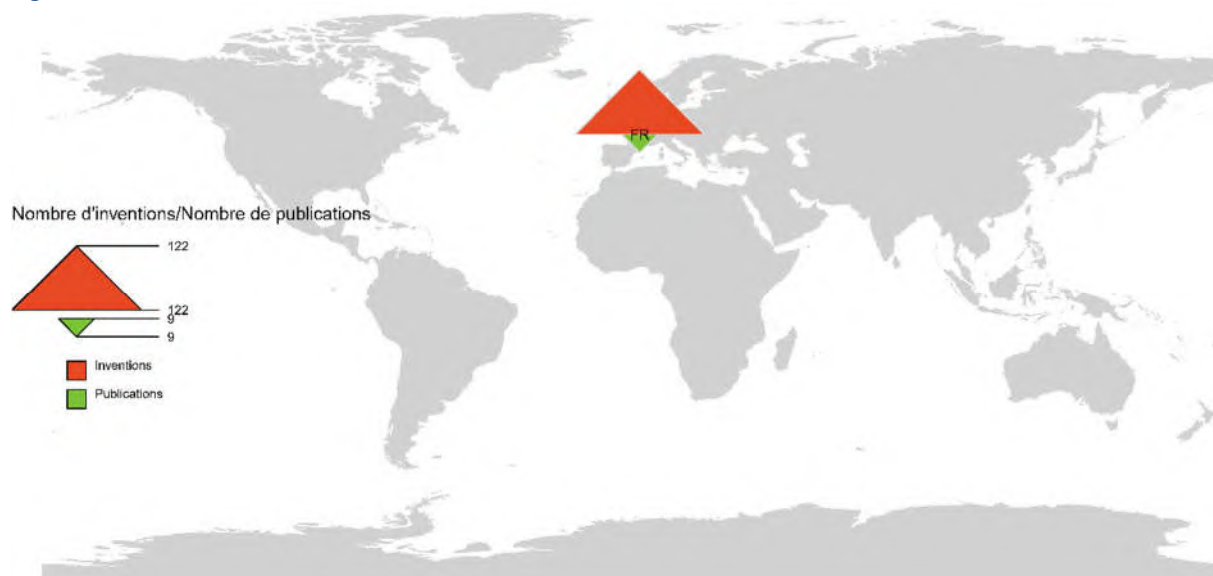 FR
Nombre d'inventions/Nombre de publications
122
122
9
9
Inventions
Publications